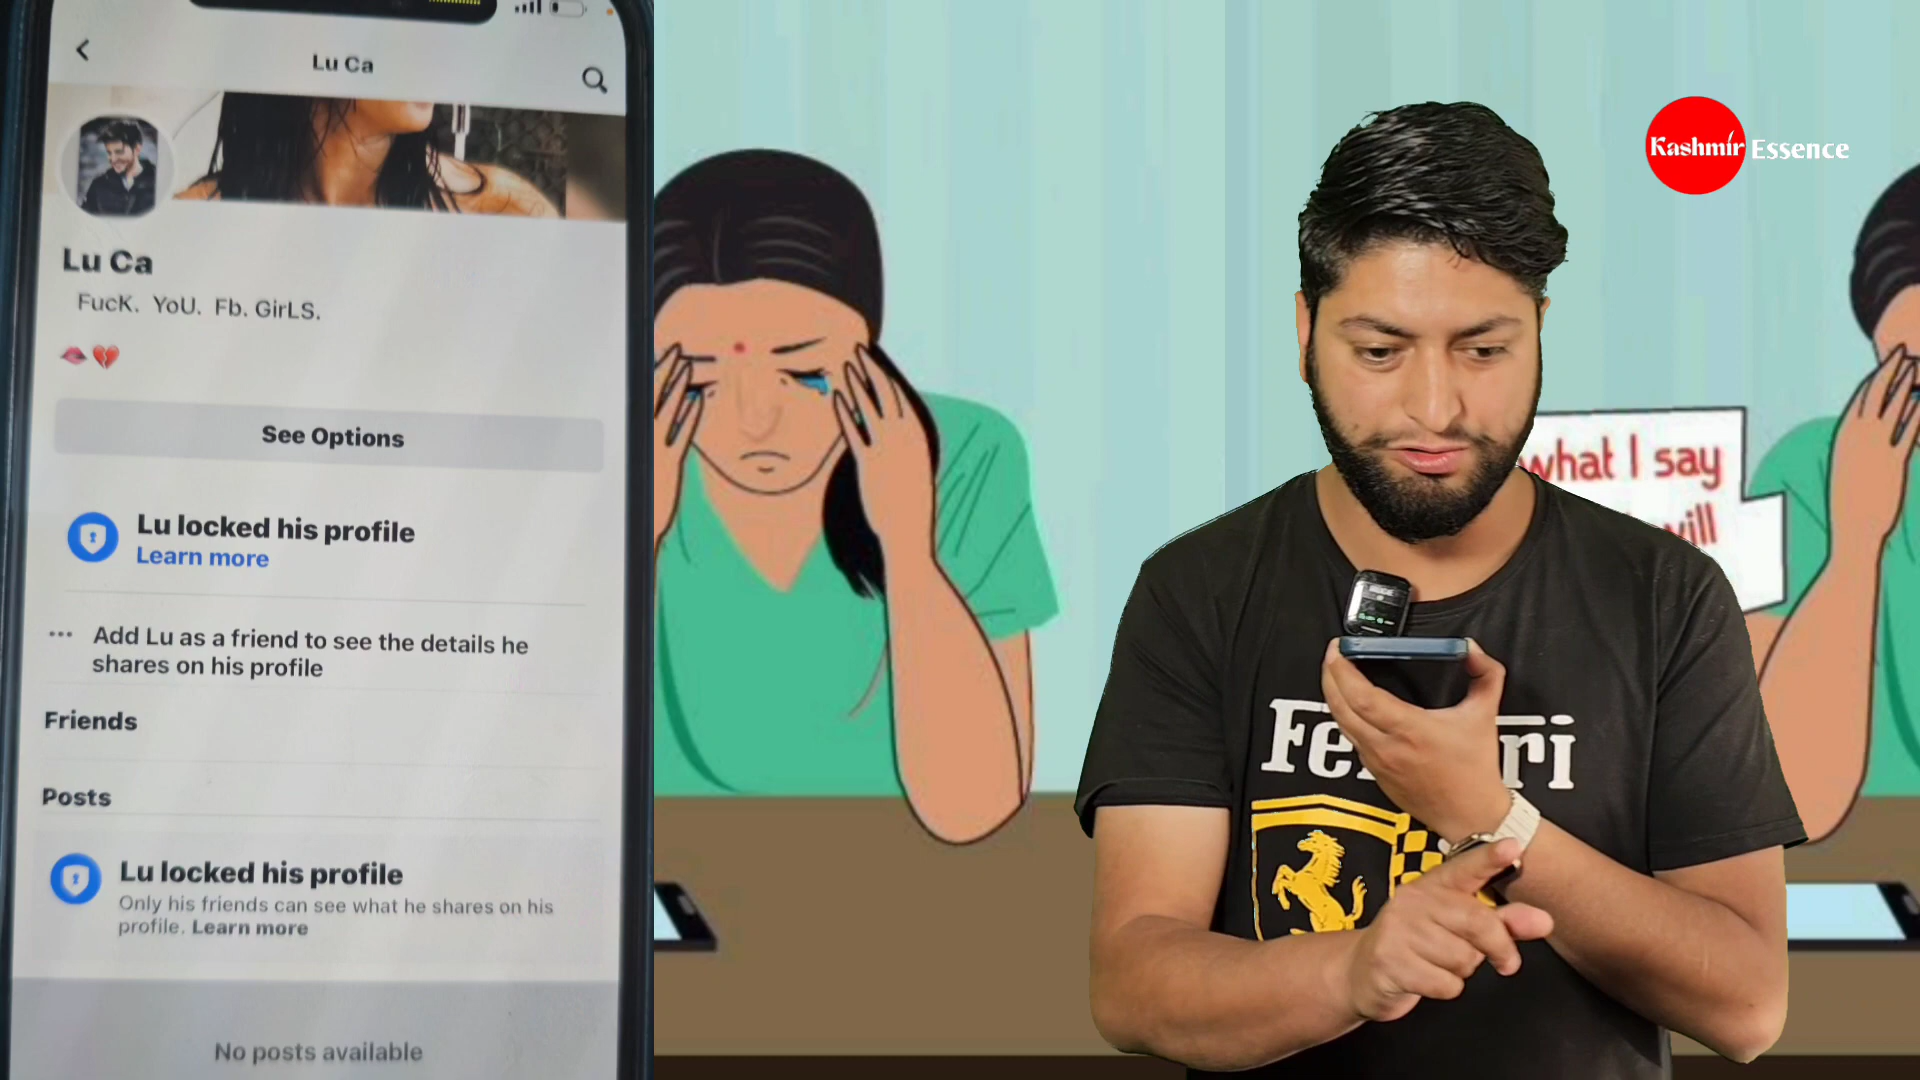 Lu Ca
Lu Ca
FucK. YoU. Fb. GirLS.
See Options
Lu locked his profile
Learn more
Add Lu as a friend to see the details he
shares on his profile
Friends
Posts
Lu locked his profile
Only his friends can see what he shares on his
profile. Learn more
No posts available
what I say
will
Kashmir Essence
Ferrari